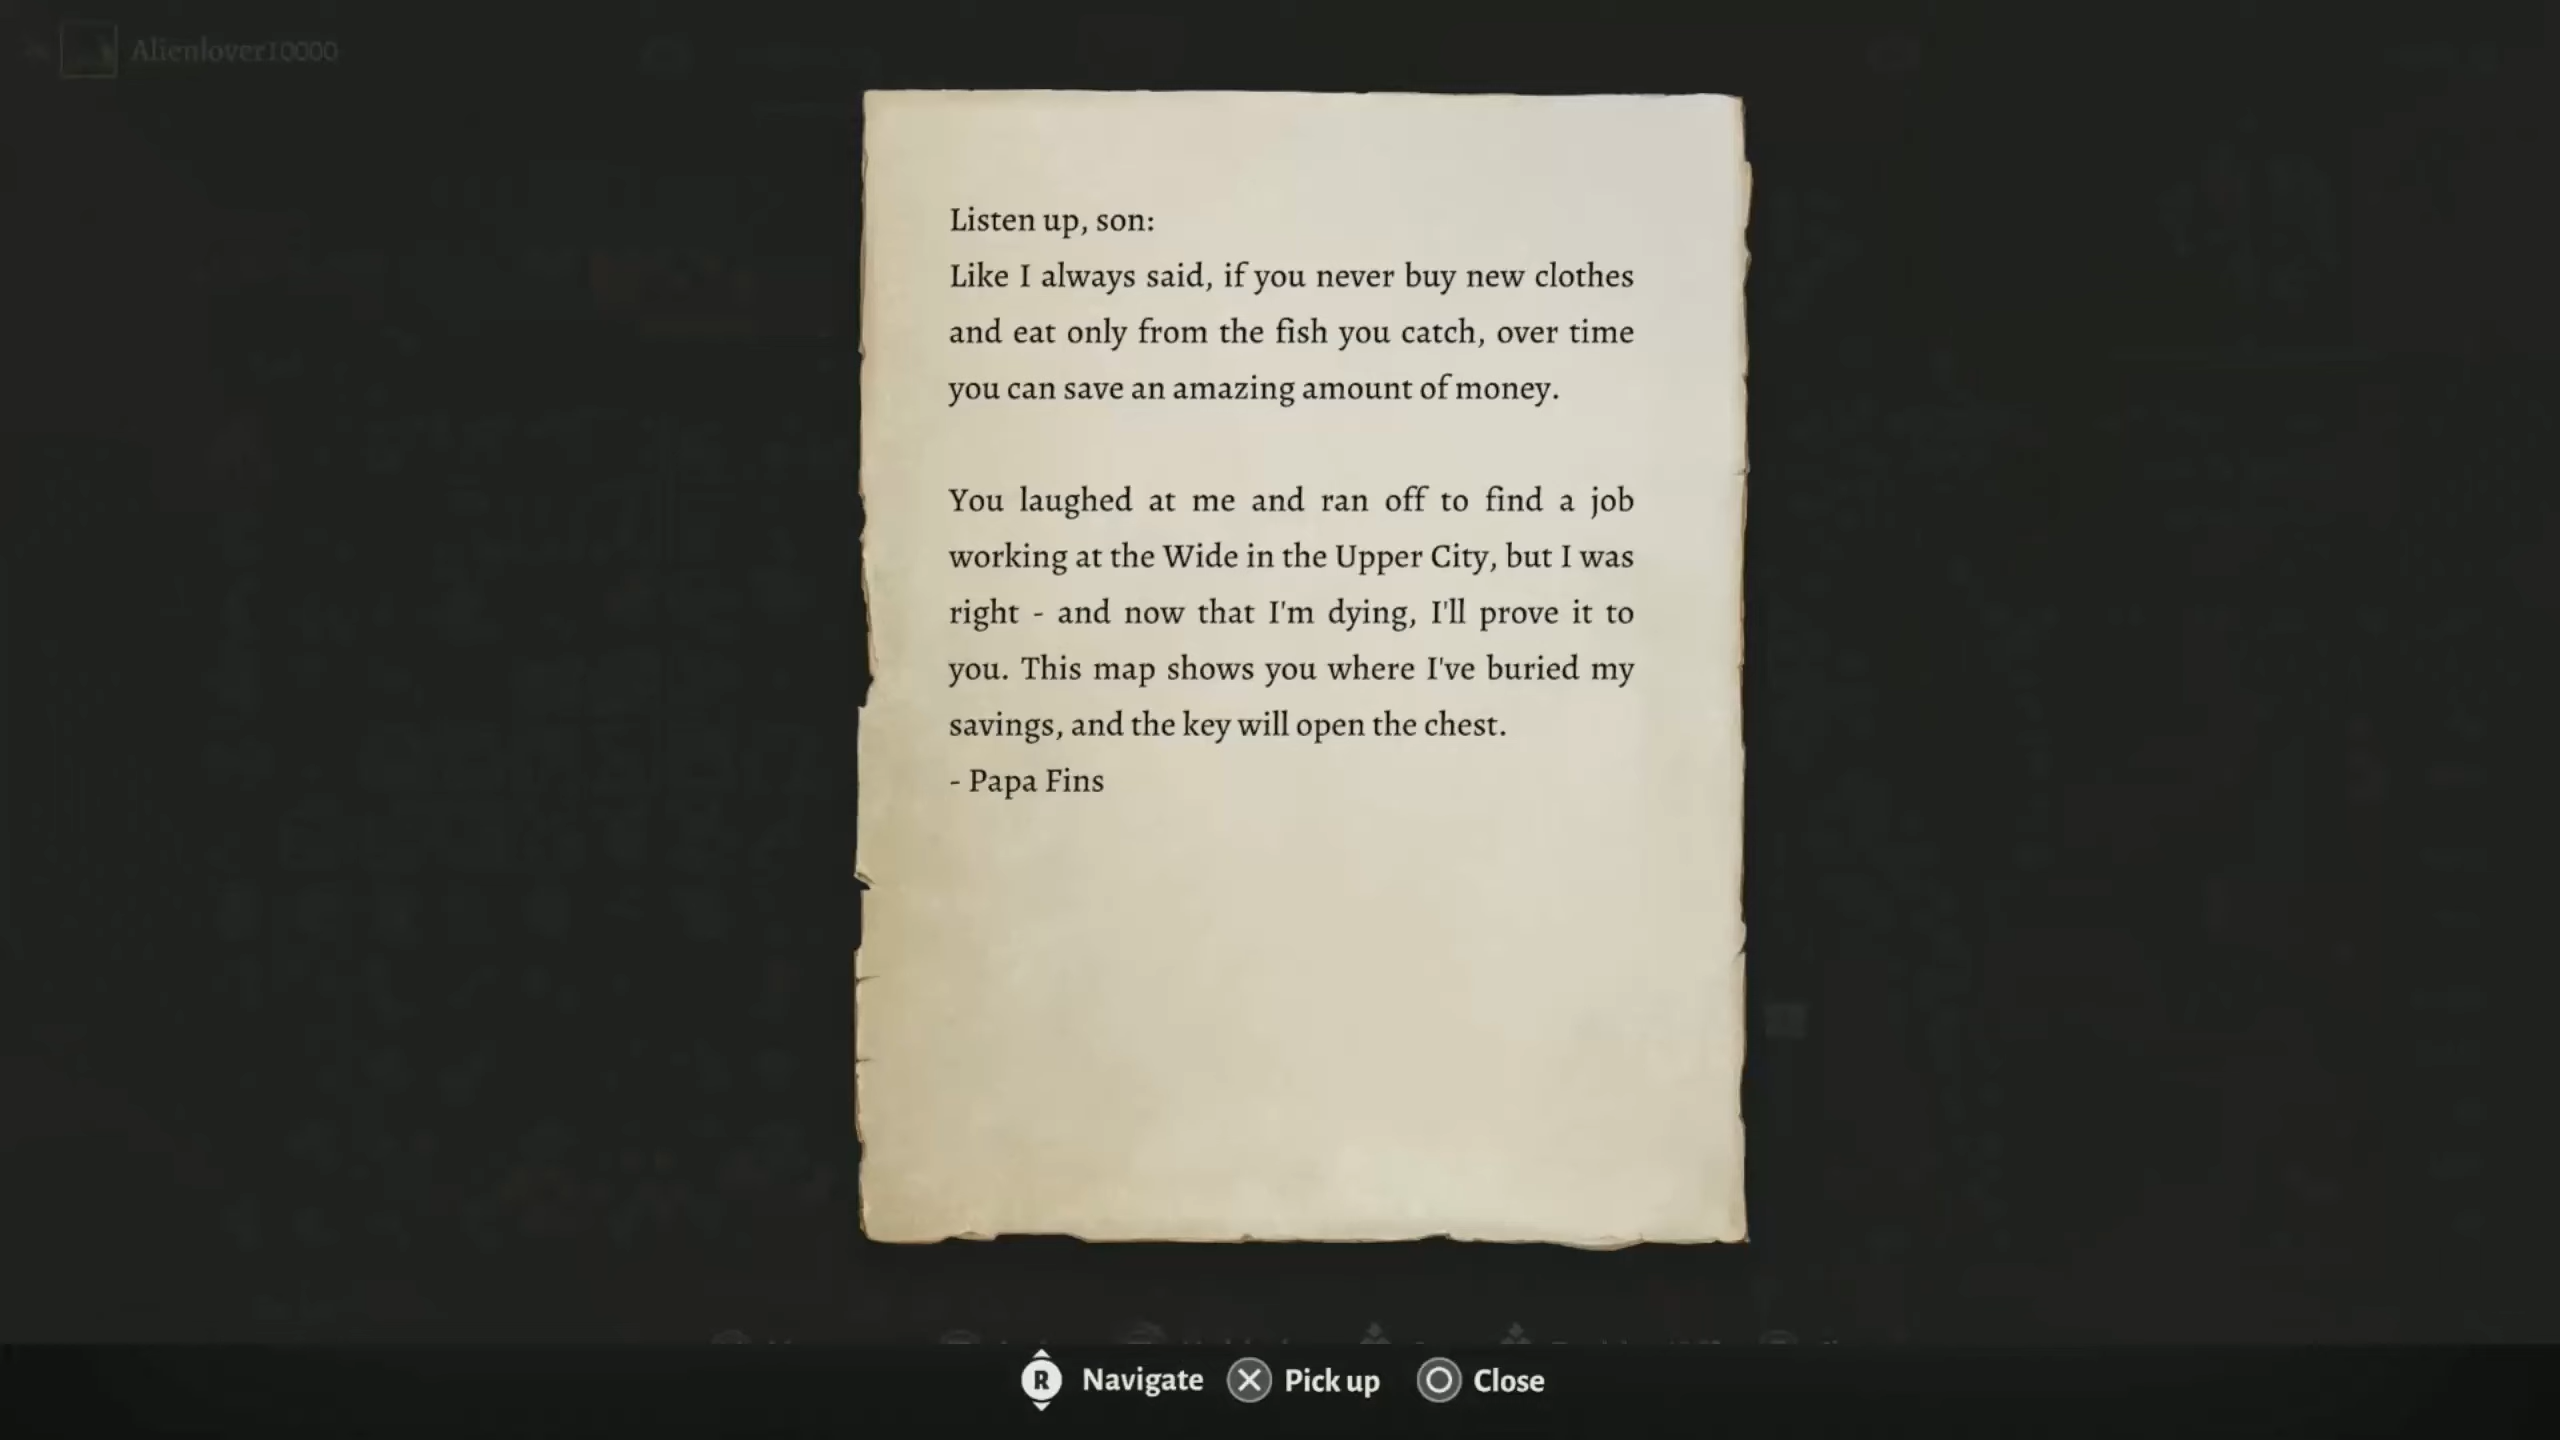 Alienlover10000
Listen up, son:
Like I always said, if you never buy new clothes
and eat only from the fish you catch, over time
you can save an amazing amount of money.
You laughed at me and ran off to find a job
working at the Wide in the Upper City, but I was
right - and now that I'm dying, I'll prove it to
you. This map shows you where I've buried my
savings, and the key will open the chest.
- Papa Fins
R Navigate Pick up Close